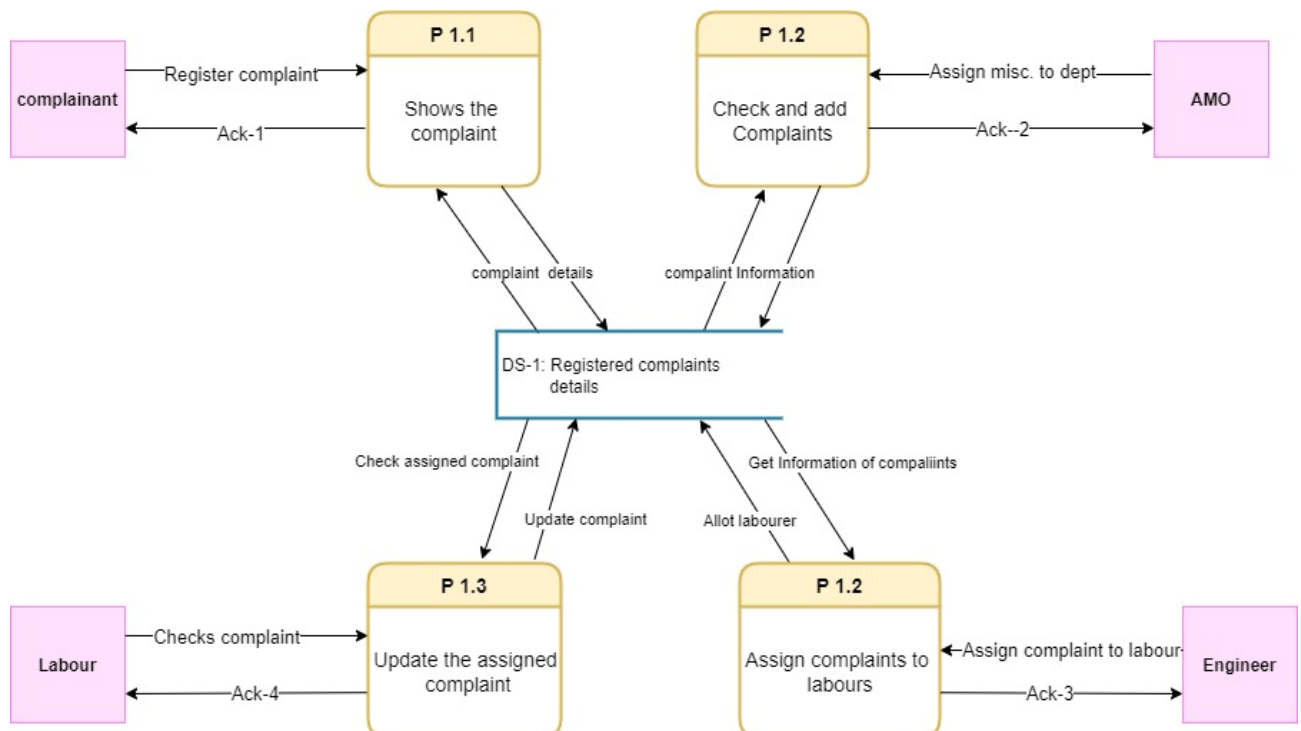 P 1.1
P 1.2
Register complaint
Assign misc. to dept
complainant
AMO
Shows the
complaint
Check and add
Complaints
Ack-1
Ack--2
complaint details
compalint Information
DS-1: Registered complaints
details
Check assigned complaint
Get Information of compaliints
Update complaint
Allot labourer
P 1.3
P 1.2
Checks complaint
Assign complaint to labour
Labour
Update the assigned
complaint
Assign complaints to
labours
Engineer
Ack-4
Ack-3